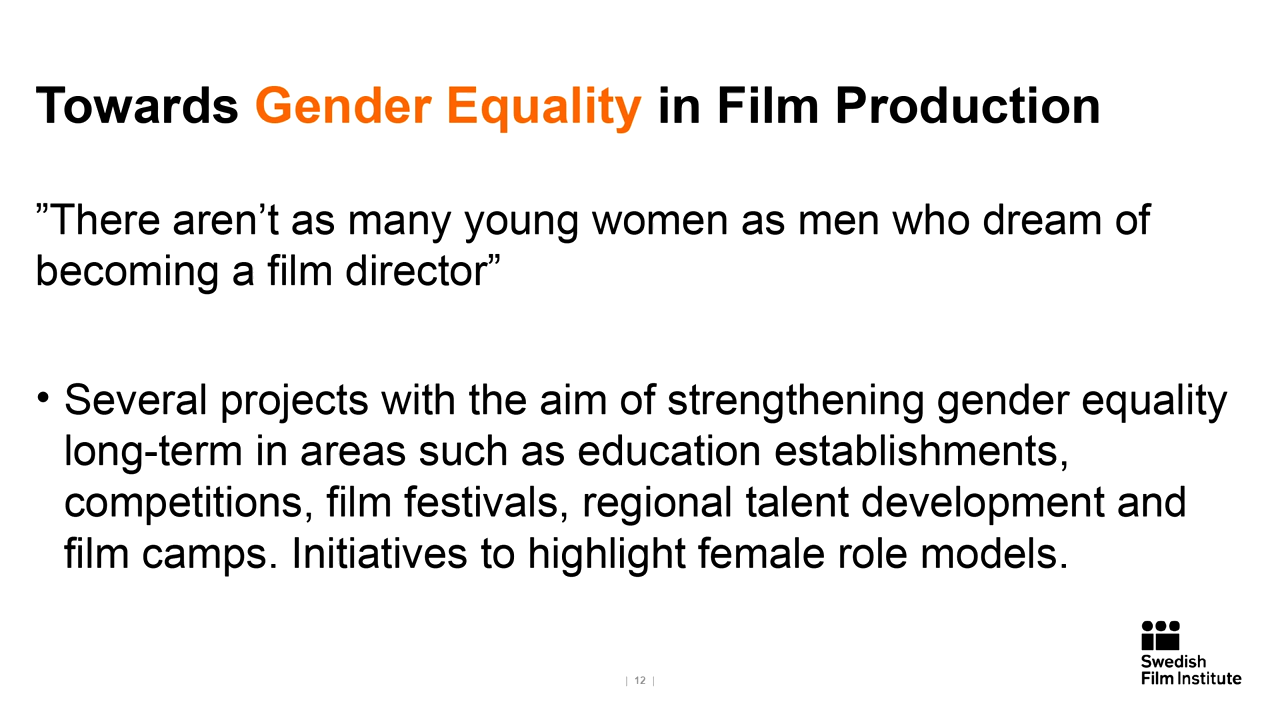 Towards Gender Equality in Film Production
”There aren’t as many young women as men who dream of
becoming a film director”
• Several projects with the aim of strengthening gender equality
long-term in areas such as education establishments,
competitions, film festivals, regional talent development and
film camps. Initiatives to highlight female role models.
| 12 |
Swedish
Film Institute